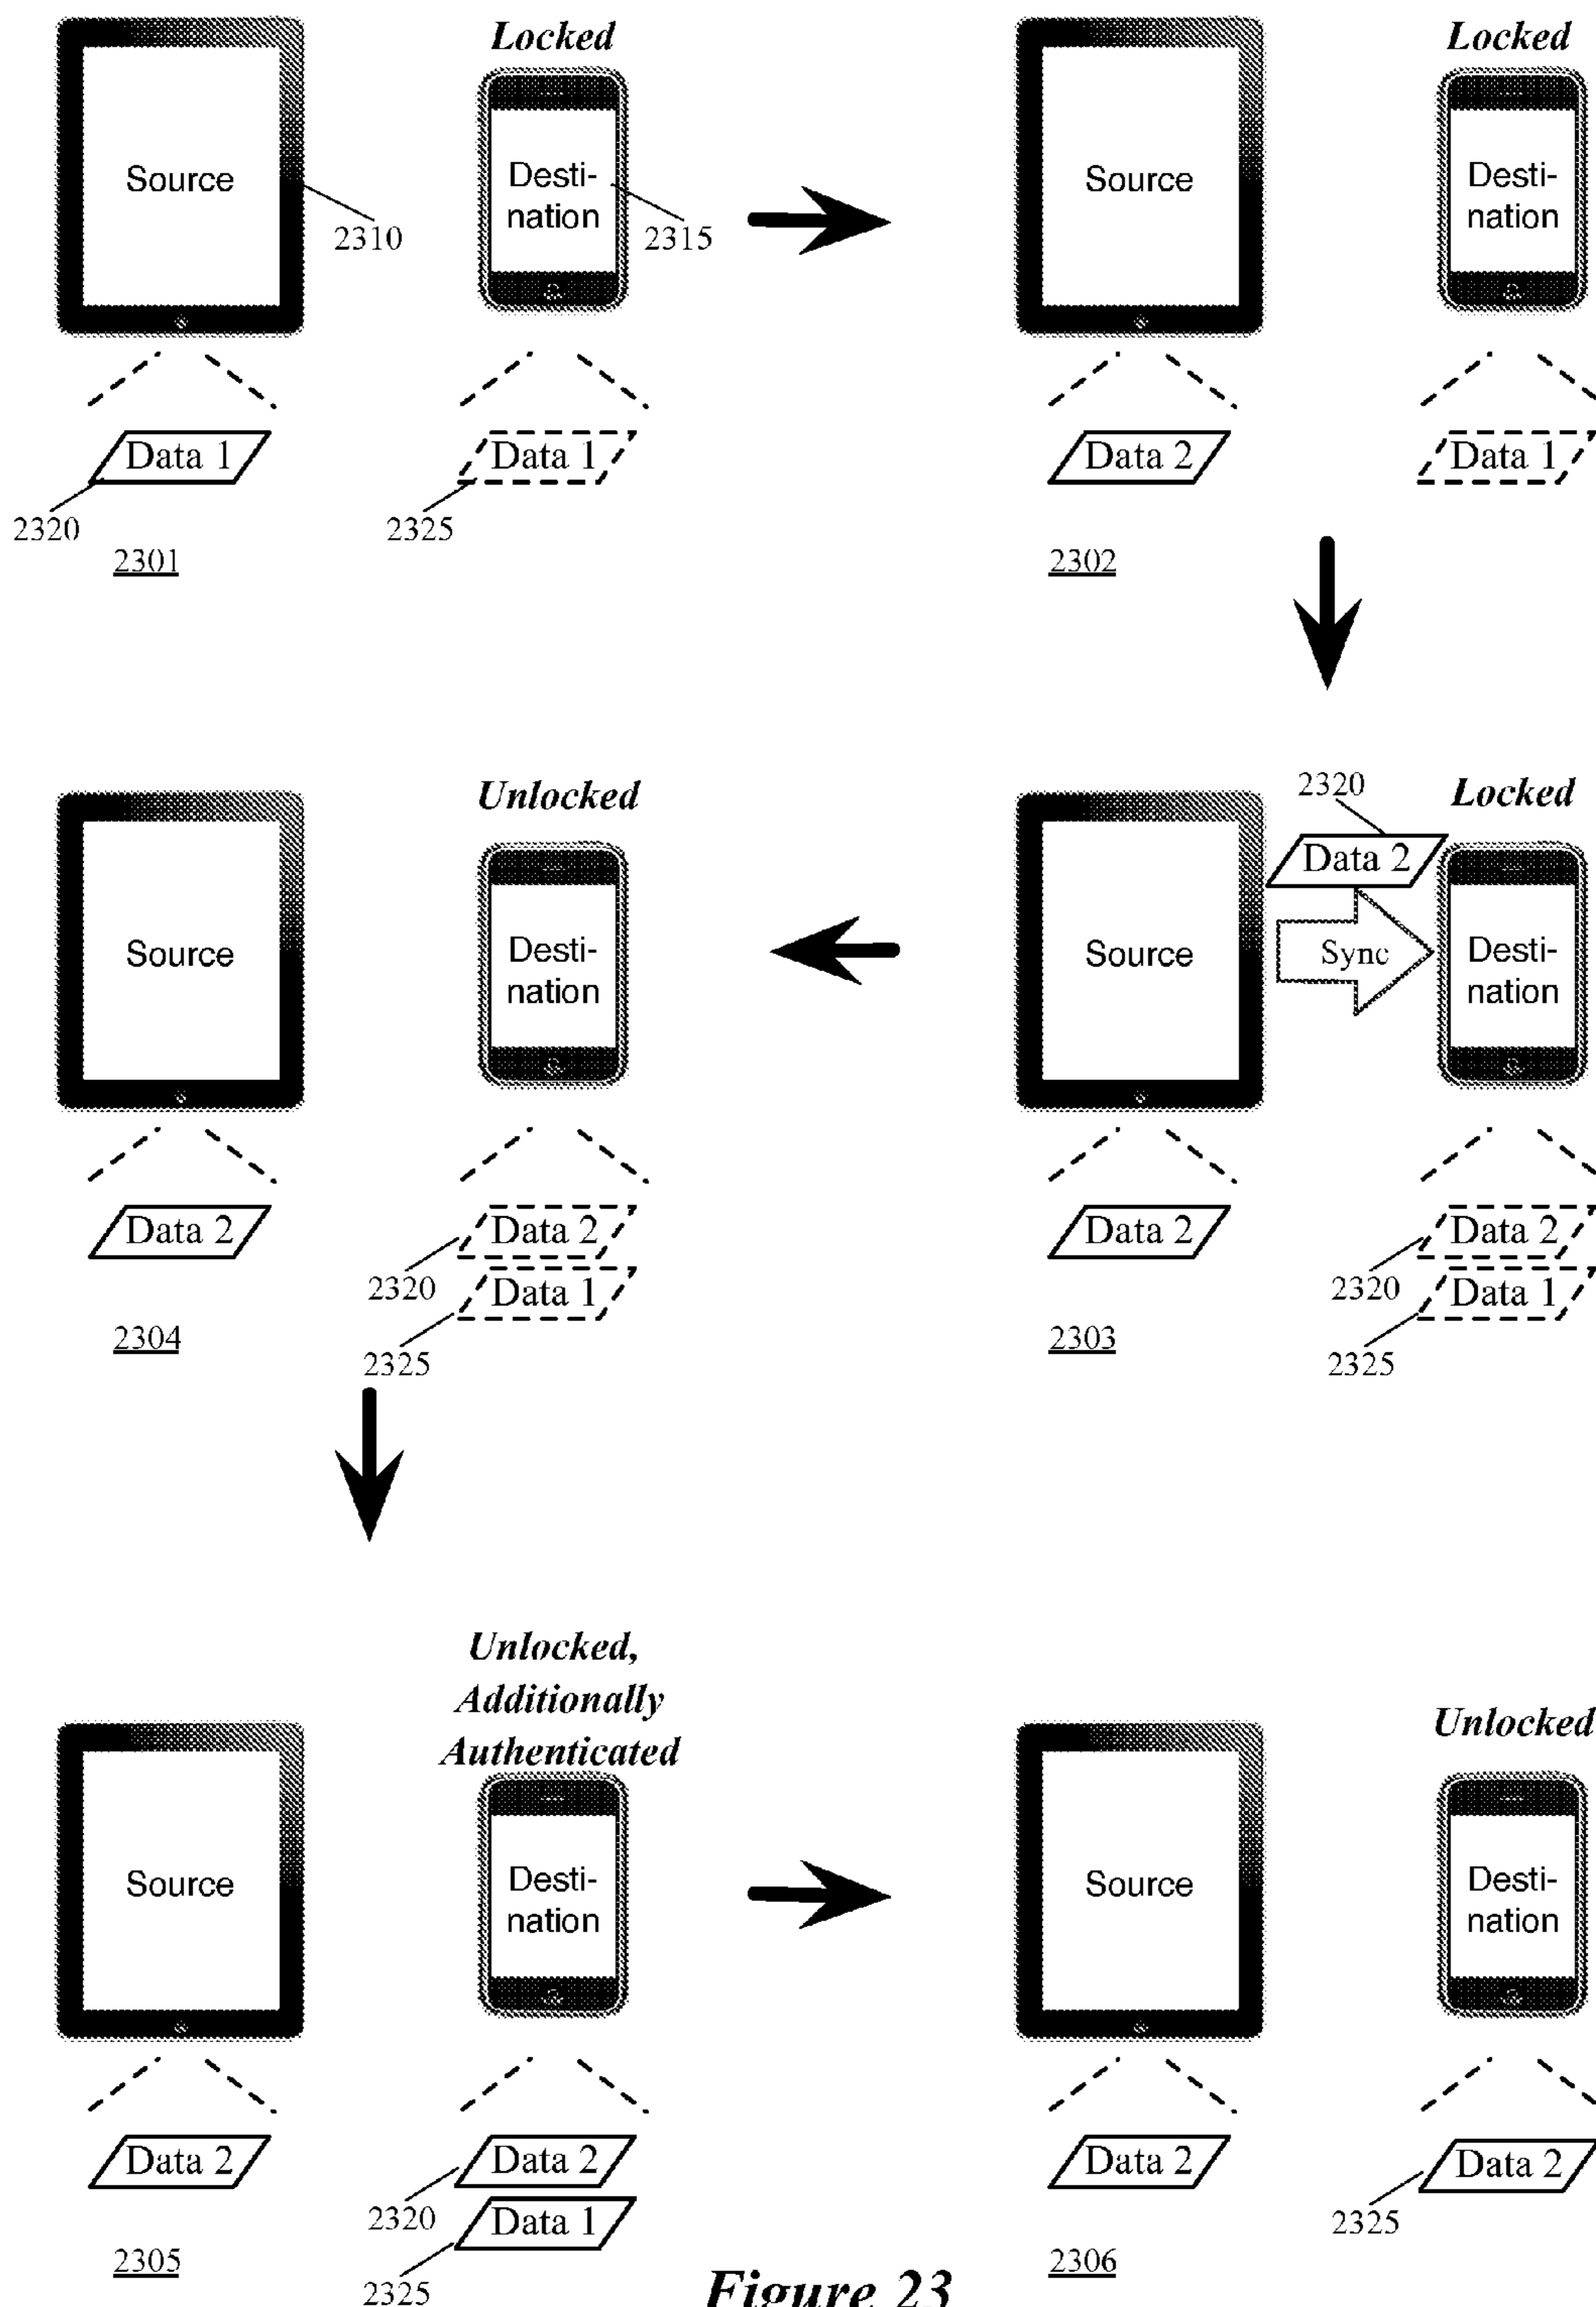 Locked
Source
Desti-
nation
2310
2315
Data 1
Data 1
2320
2325
2301
Locked
Source
Desti-
nation
Data 2
Data 1
2302
2320
Locked
Data 2
Source
Sync
Desti-
nation
Data 2
Data 2
2320
Data 1
2303
2325
Unlocked
Source
Desti-
nation
Data 2
Data 2
2320
Data 1
2304
2325
Unlocked,
Additionally
Authenticated
Source
Desti-
nation
Data 2
Data 2
2320
Data 1
2305
2325
Unlocked
Source
Desti-
nation
Data 2
Data 2
2325
2306
Figure 23